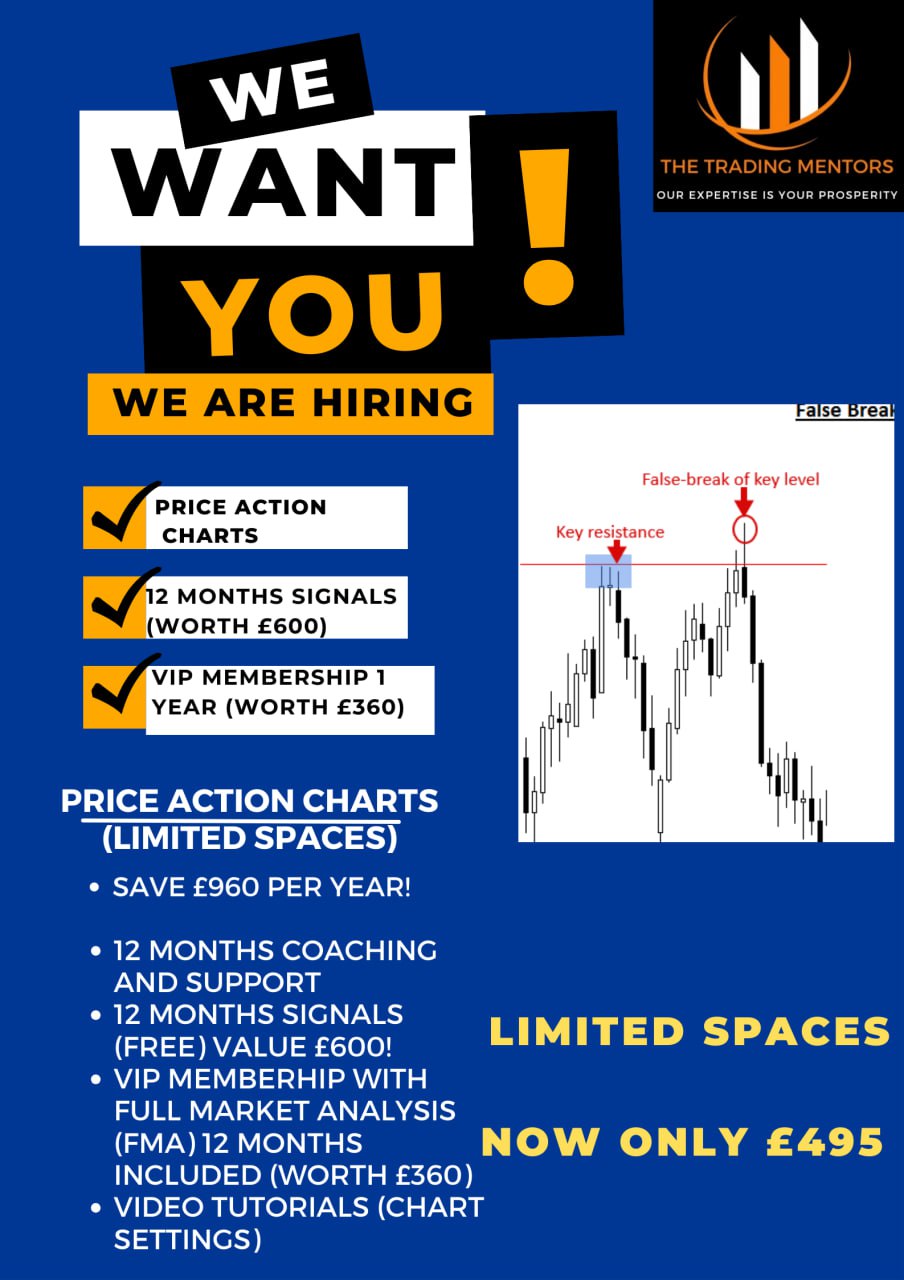 WE
WANT
YOU
!
WE ARE HIRING
THE TRADING MENTORS
OUR EXPERTISE IS YOUR PROSPERITY
PRICE ACTION
CHARTS
12 MONTHS SIGNALS
(WORTH £600)
VIP MEMBERSHIP 1
YEAR (WORTH £360)
False Break
False-break of key level
Key resistance
PRICE ACTION CHARTS
(LIMITED SPACES)
• SAVE £960 PER YEAR!
• 12 MONTHS COACHING
AND SUPPORT
• 12 MONTHS SIGNALS
(FREE) VALUE £600!
• VIP MEMBERHIP WITH
FULL MARKET ANALYSIS
(FMA) 12 MONTHS
INCLUDED (WORTH £360)
• VIDEO TUTORIALS (CHART
SETTINGS)
LIMITED SPACES
NOW ONLY £495